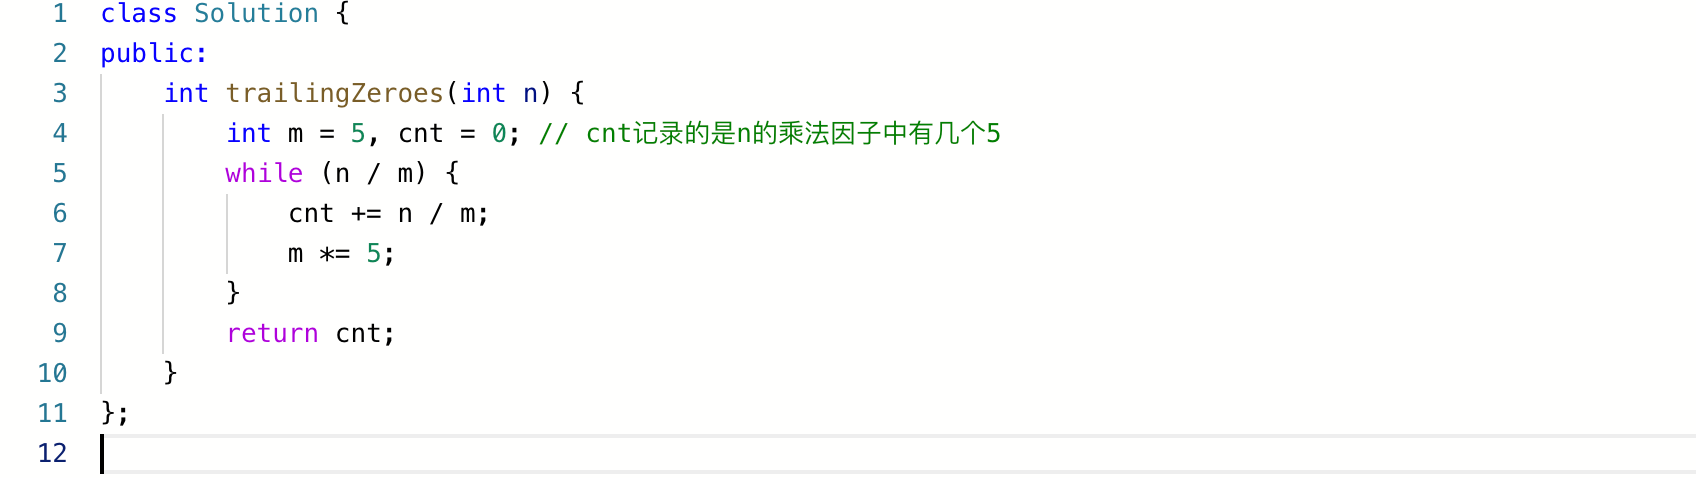 1 class Solution {
2 public:
3     int trailingZeroes(int n) {
4         int m = 5, cnt = 0; // cnt记录的是n的乘法因子中有几个5
5         while (n / m) {
6             cnt += n / m;
7             m *= 5;
8         }
9         return cnt;
10     }
11 };
12